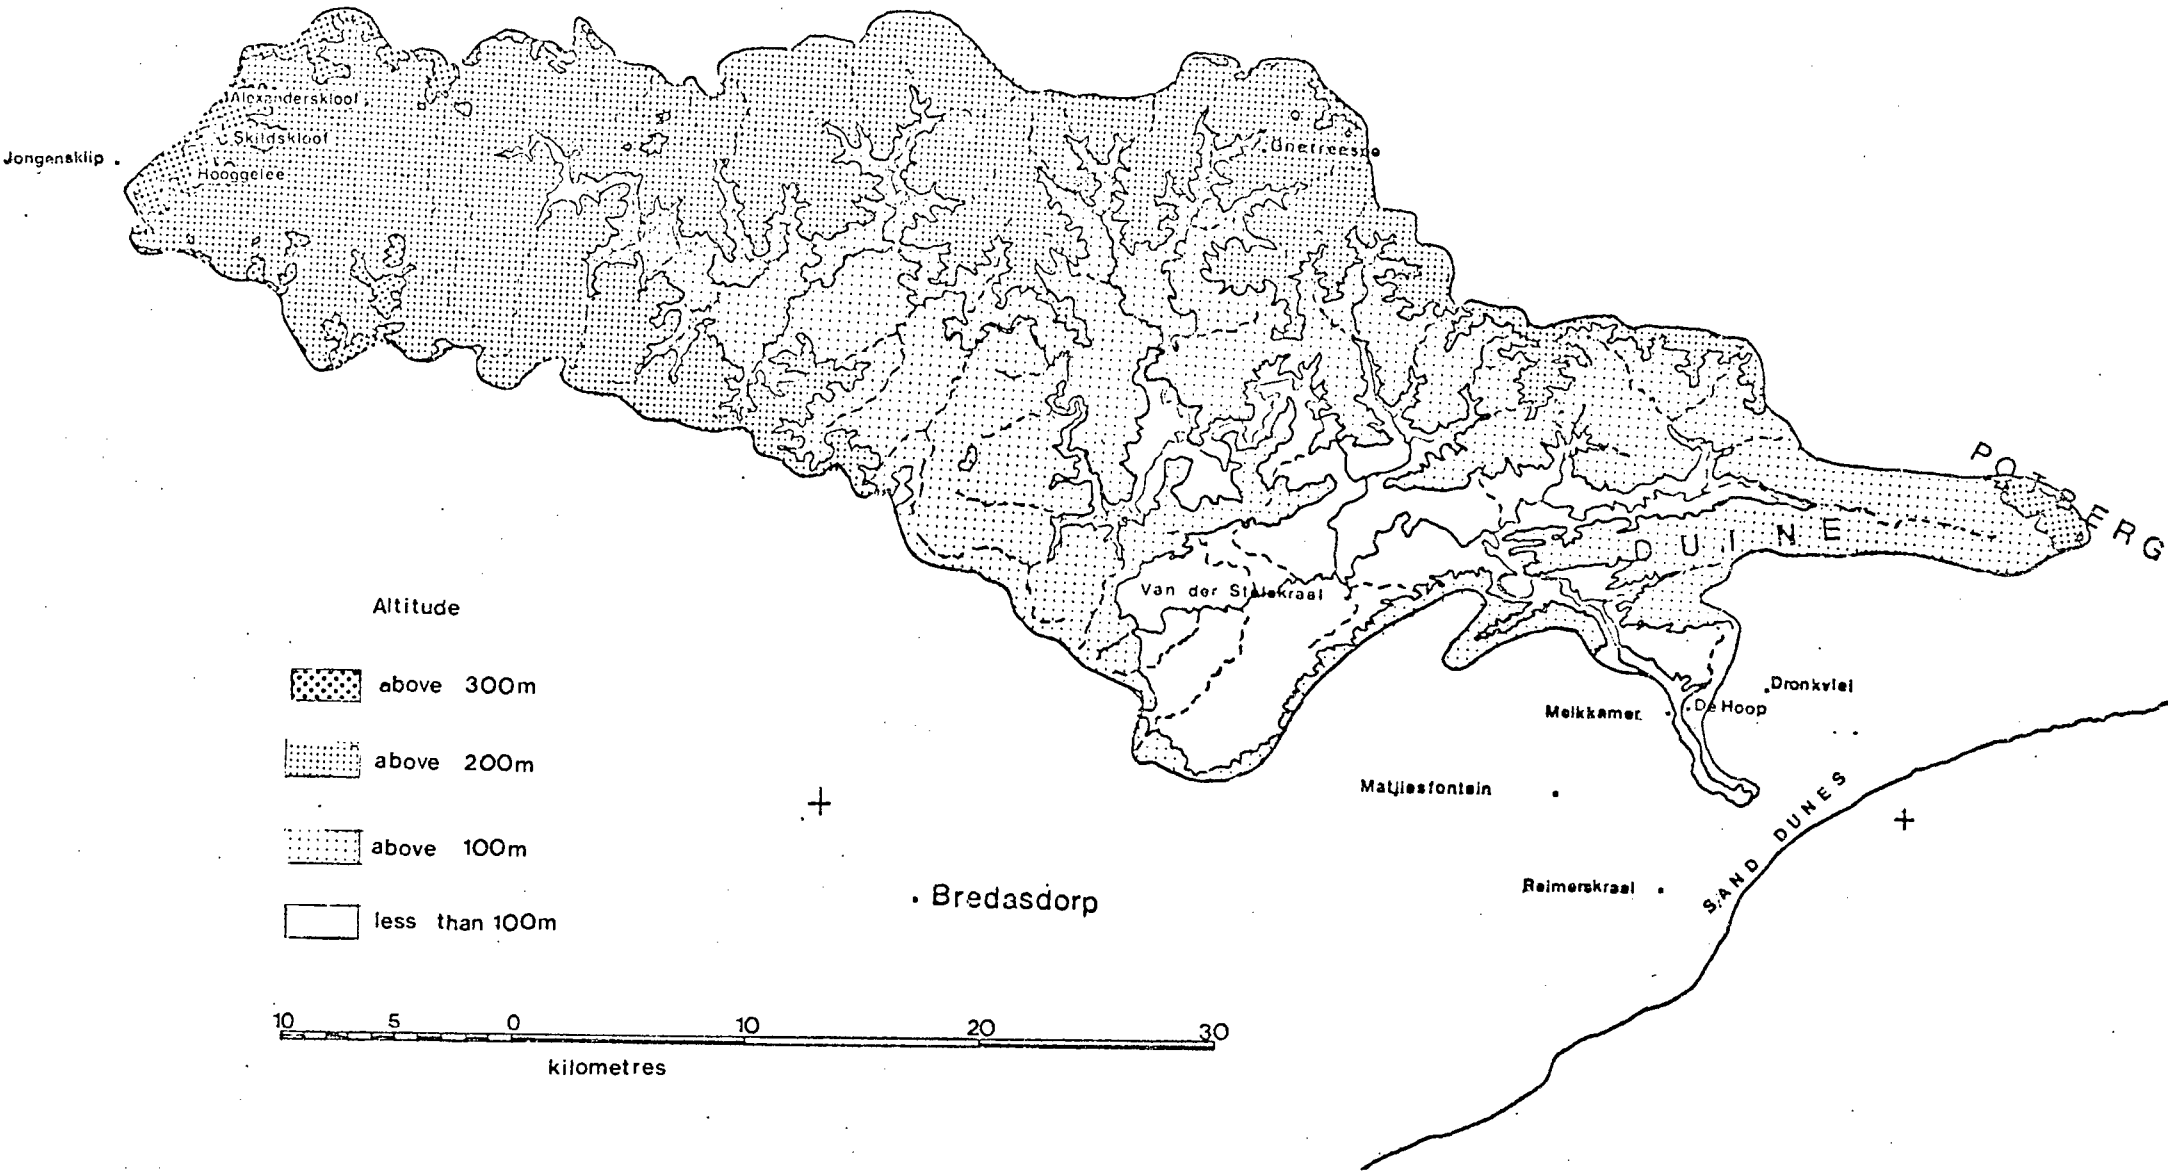 Alexanderskloof
Skildskloof
Jongensklip
Hooggelee
POTBERG
DUINE
Van der Stelskraal
Altitude
above 300m
above 200m
above 100m
less than 100m
Dronkvlei
Melkkamer
De Hoop
Matjiesfontein
SAND DUNES
Reimerskraal
Bredasdorp
10 5 0 10 20 30
kilometres